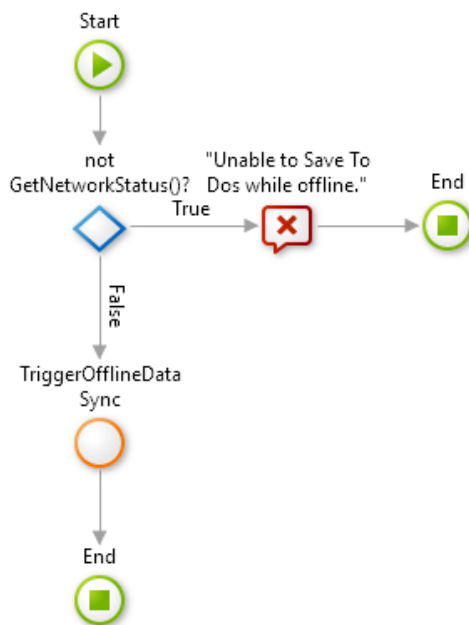 Start
not
GetNetworkStatus()?
"Unable to Save To
Dos while offline."
End
True
False
TriggerOfflineData
Sync
End